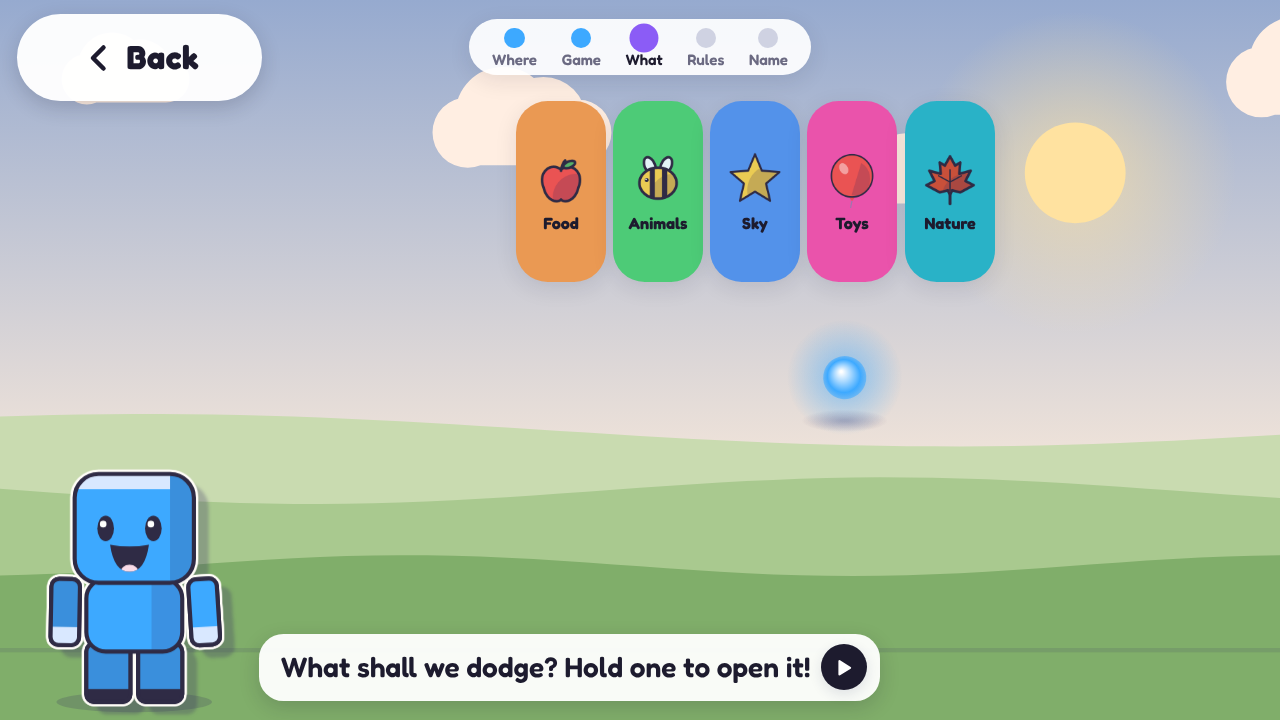 Back
Where
Game
What
Rules
Name
Food
Animals
Sky
Toys
Nature
What shall we dodge? Hold one to open it!